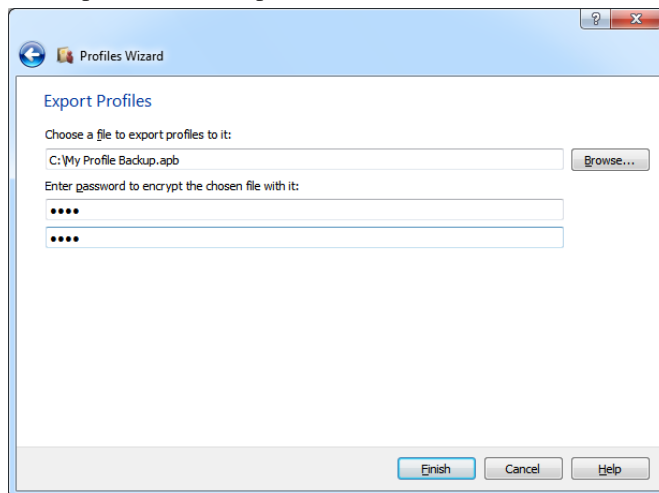 Profiles Wizard
Export Profiles
Choose a file to export profiles to it:
C:\My Profile Backup.apb
Browse...
Enter password to encrypt the chosen file with it:
••••
••••
Finish Cancel Help